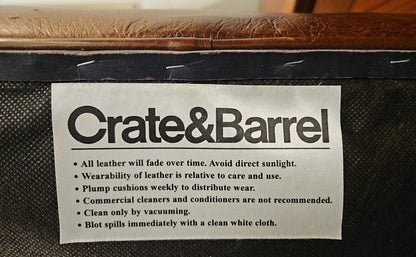 Crate&Barrel
• All leather will fade over time. Avoid direct sunlight.
• Wearability of leather is relative to care and use.
• Plump cushions weekly to distribute wear.
• Commercial cleaners and conditioners are not recommended.
• Clean only by vacuuming.
• Blot spills immediately with a clean white cloth.